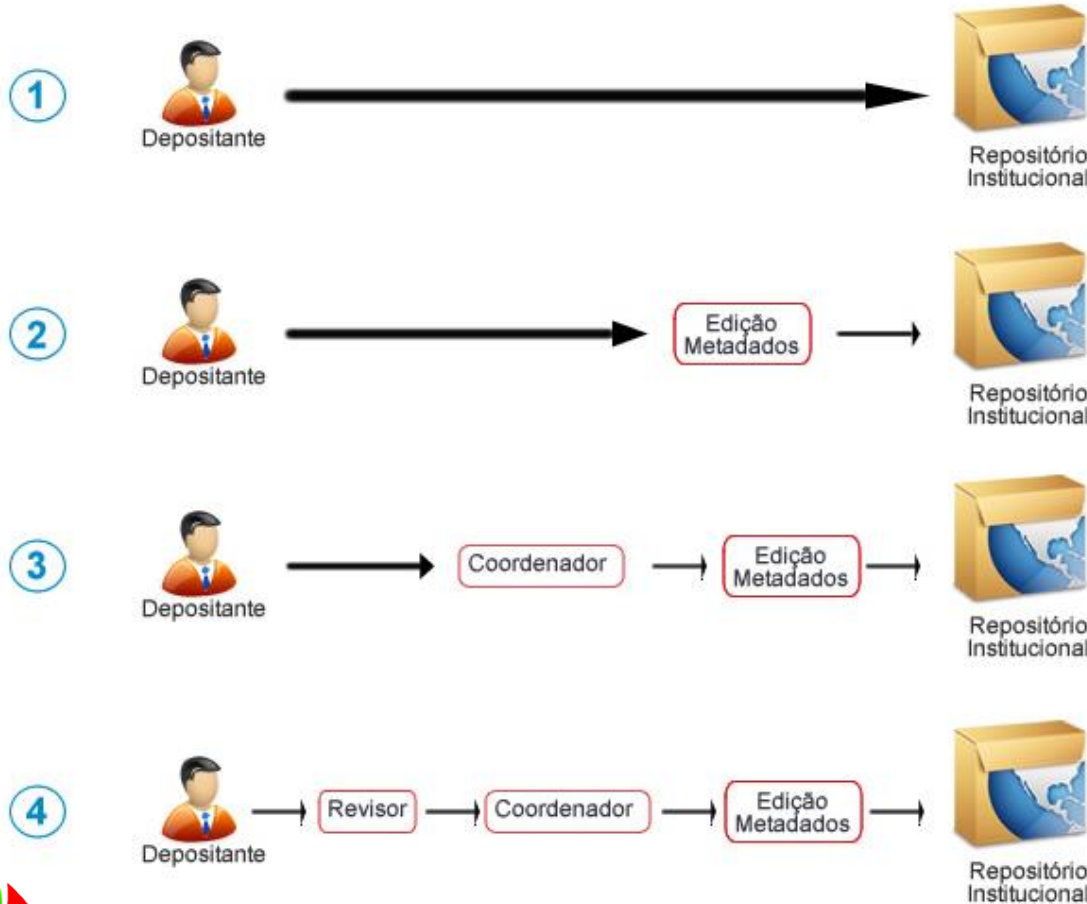 1
Depositante
Repositório
Institucional
2
Depositante
Edição
Metadados
Repositório
Institucional
3
Depositante
Coordenador
Edição
Metadados
Repositório
Institucional
4
Depositante
Revisor
Coordenador
Edição
Metadados
Repositório
Institucional